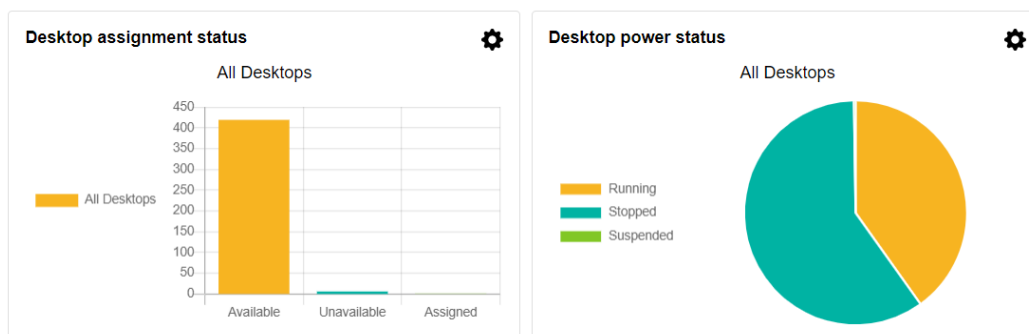 Desktop assignment status
All Desktops
450
400
350
300
250
200
150
100
50
0
All Desktops
Available Unavailable Assigned
Desktop power status
All Desktops
Running
Stopped
Suspended